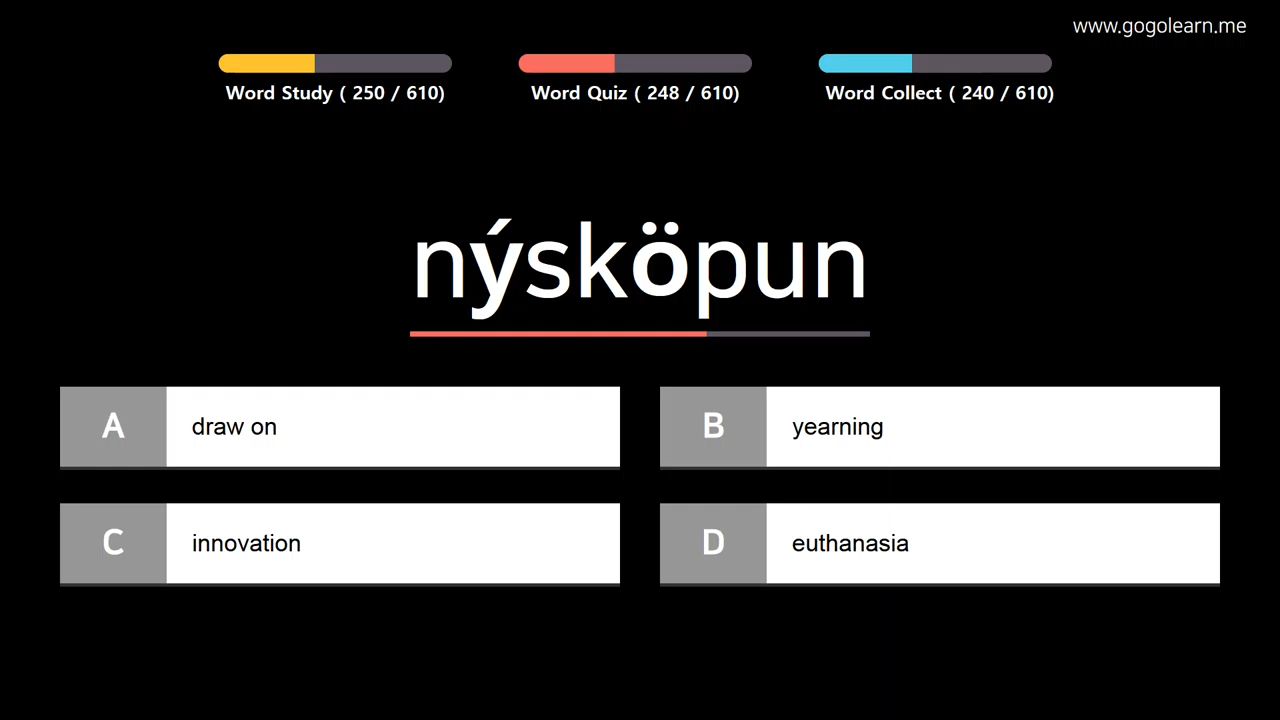 www.gogolearn.me
Word Study ( 250 / 610)
Word Quiz ( 248 / 610)
Word Collect ( 240 / 610)
nýsköpun
A draw on
B yearning
C innovation
D euthanasia